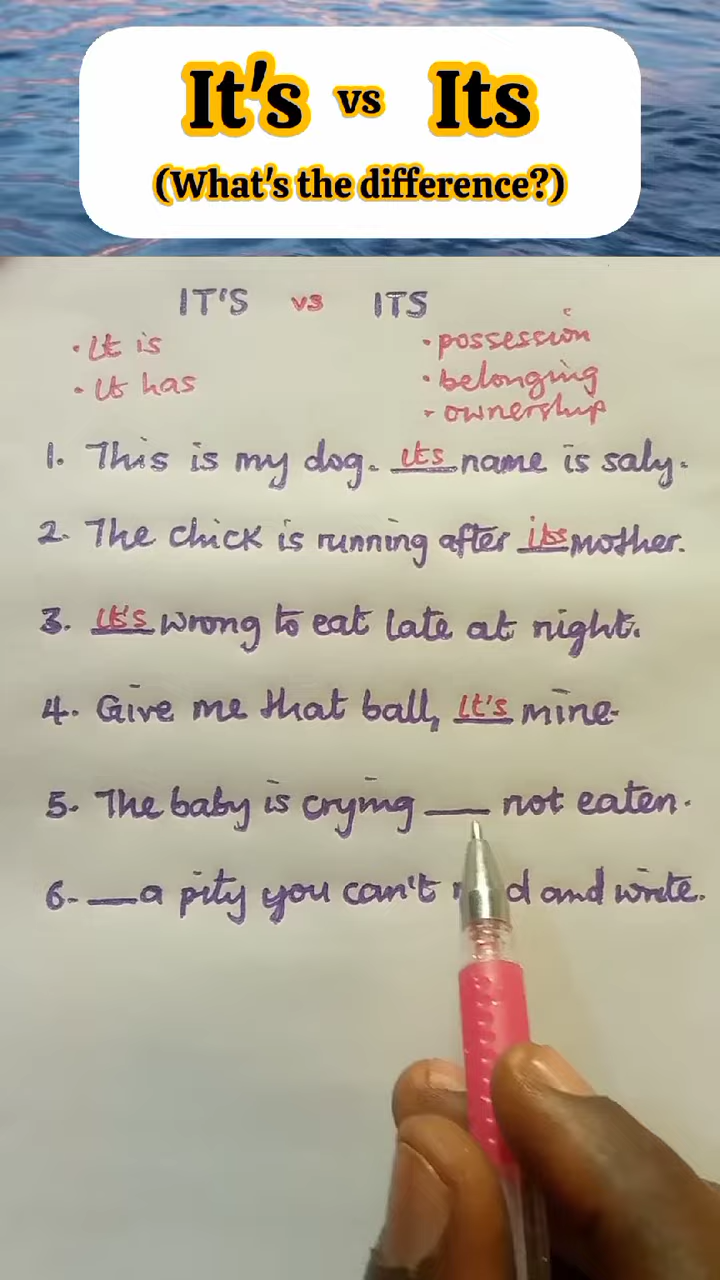 It's vs Its
(What's the difference?)
IT'S vs ITS
• It is
• It has
• possession
• belonging
• ownership
1. This is my dog. its name is saly.
2. The chick is running after its mother.
3. It's wrong to eat late at night.
4. Give me that ball, It's mine.
5. The baby is crying ___ not eaten.
6. ___ a pity you can't and write.